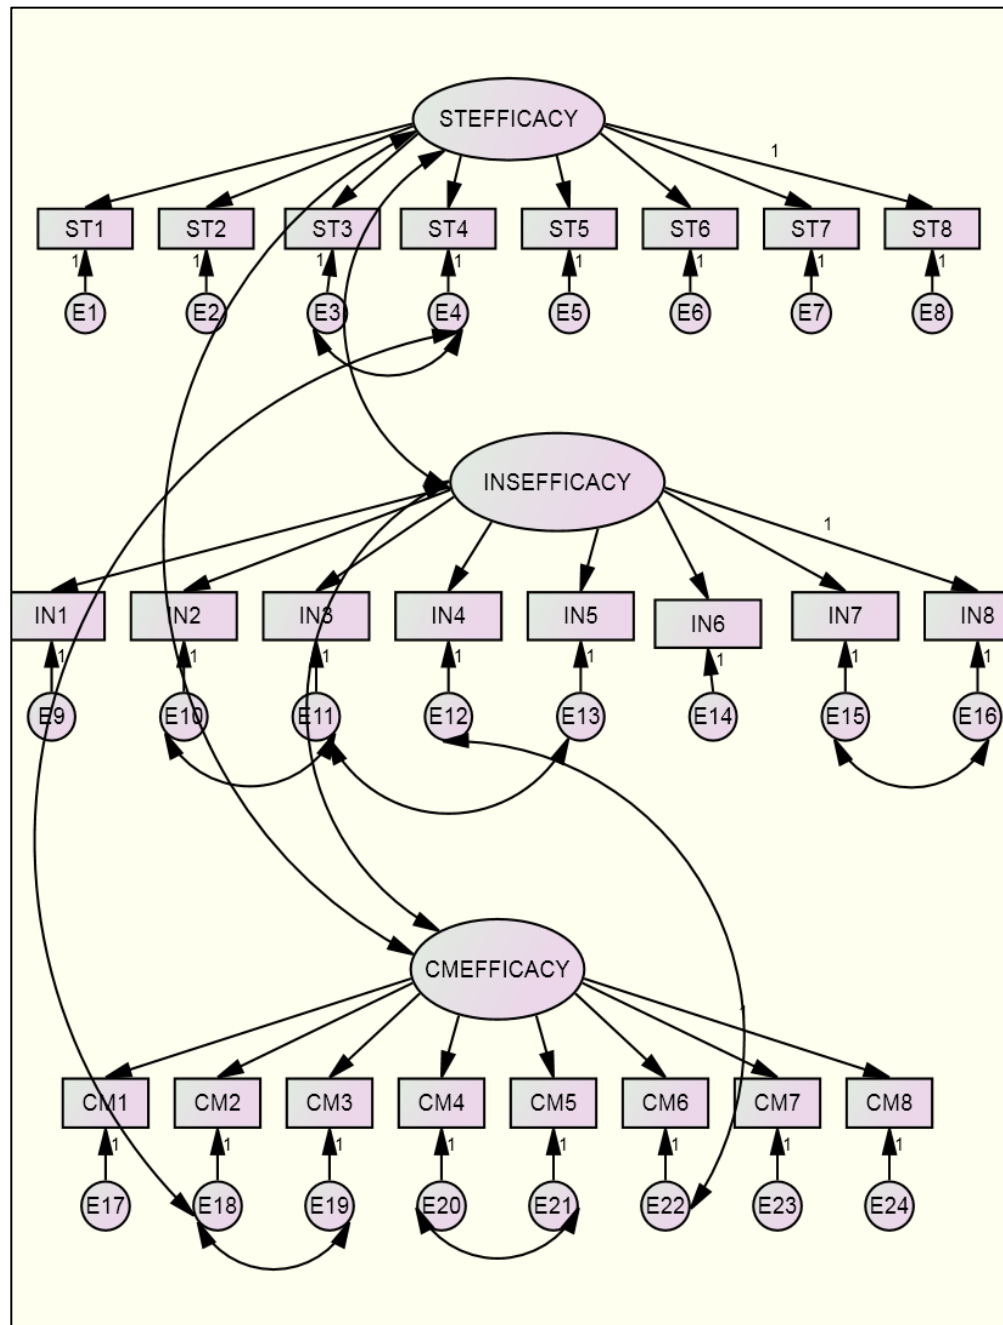 STEFFICACY
1
ST1 ST2 ST3 ST4 ST5 ST6 ST7 ST8
1 1 1 1 1 1 1 1
E1 E2 E3 E4 E5 E6 E7 E8
INSEFFICACY
1
IN1 IN2 IN3 IN4 IN5 IN6 IN7 IN8
1 1 1 1 1 1 1 1
E9 E10 E11 E12 E13 E14 E15 E16
CMEFFICACY
CM1 CM2 CM3 CM4 CM5 CM6 CM7 CM8
1 1 1 1 1 1 1 1
E17 E18 E19 E20 E21 E22 E23 E24